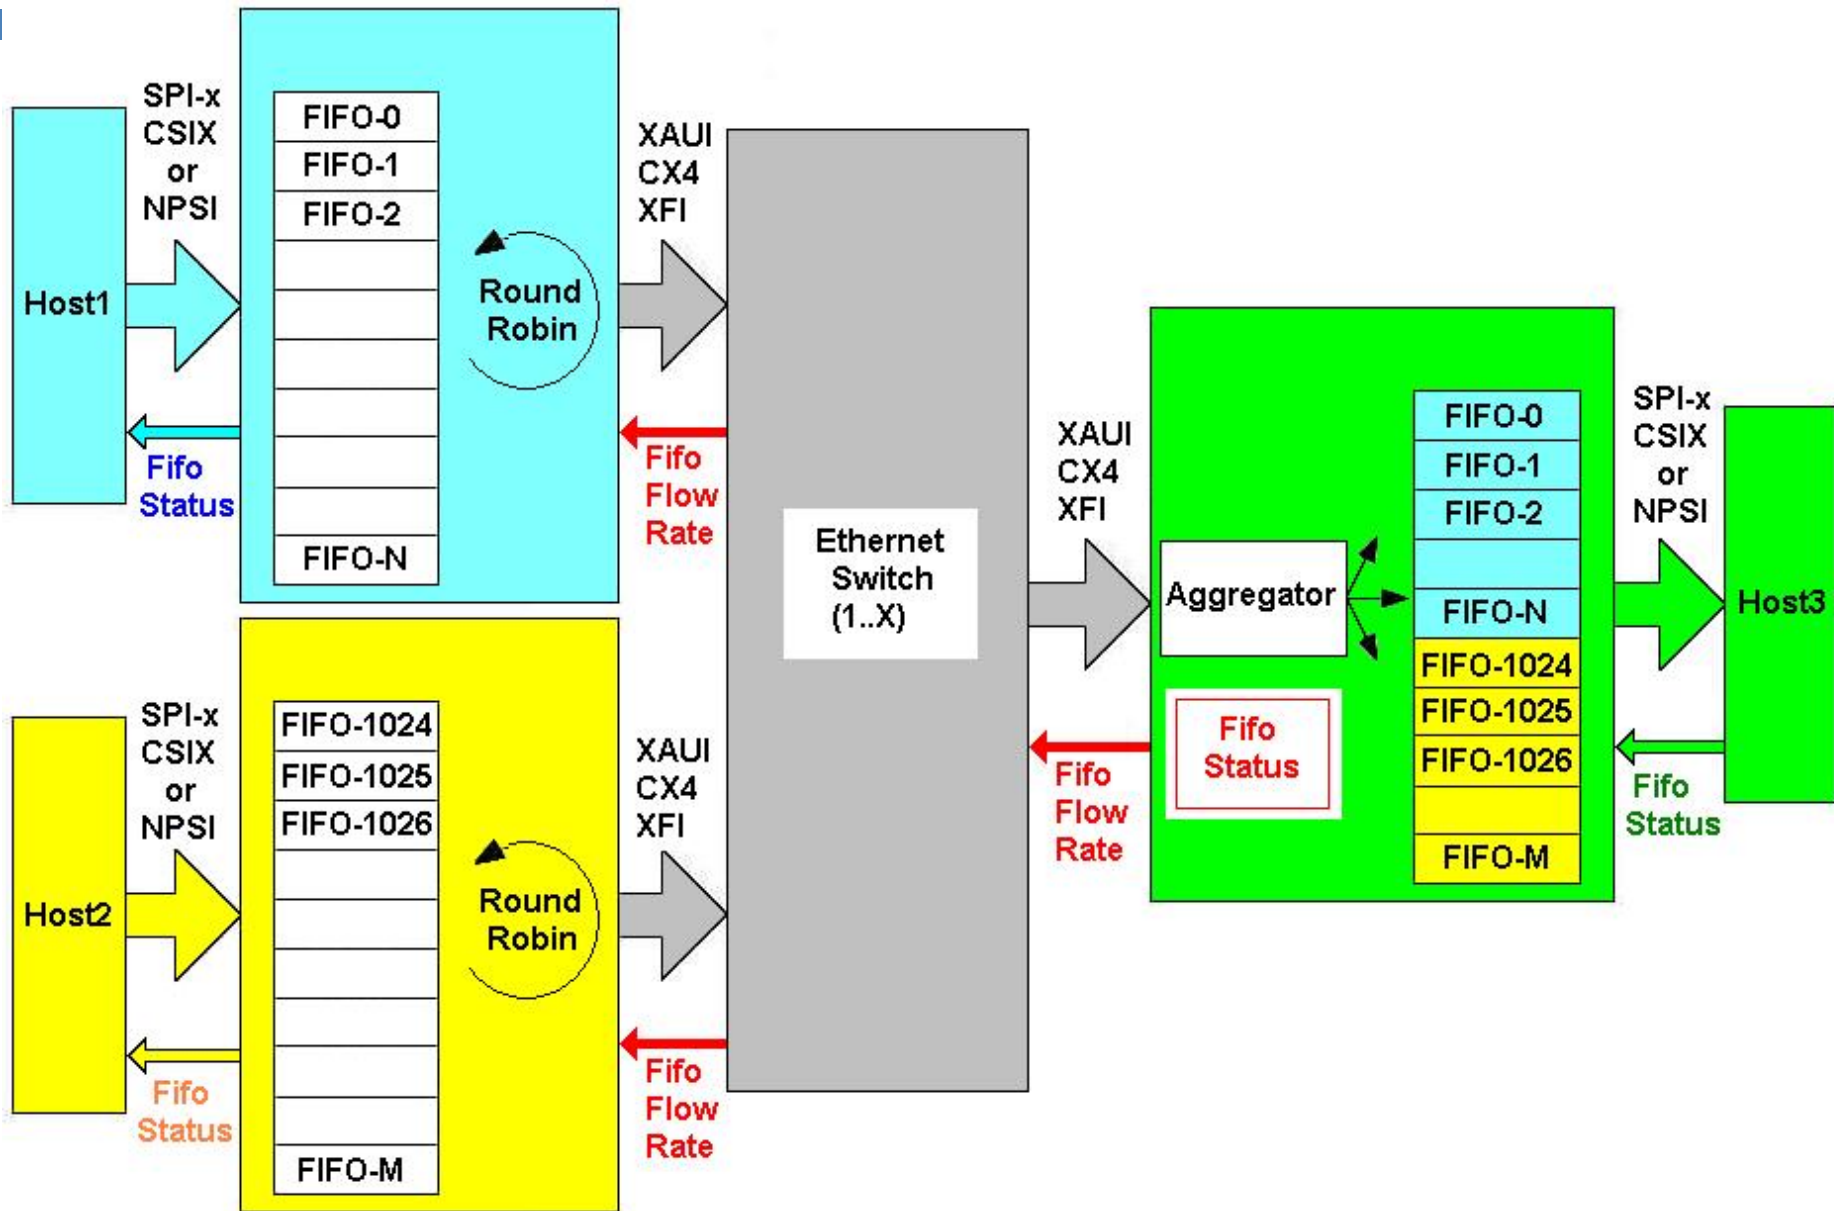 Host1
SPI-x
CSIX
or
NPSI
Fifo
Status
FIFO-0
FIFO-1
FIFO-2
FIFO-N
Round
Robin
XAUI
CX4
XFI
Fifo
Flow
Rate
Host2
SPI-x
CSIX
or
NPSI
Fifo
Status
FIFO-1024
FIFO-1025
FIFO-1026
FIFO-M
Round
Robin
XAUI
CX4
XFI
Fifo
Flow
Rate
Ethernet
Switch
(1..X)
XAUI
CX4
XFI
Fifo
Flow
Rate
Aggregator
Fifo
Status
FIFO-0
FIFO-1
FIFO-2
FIFO-N
FIFO-1024
FIFO-1025
FIFO-1026
FIFO-M
SPI-x
CSIX
or
NPSI
Fifo
Status
Host3